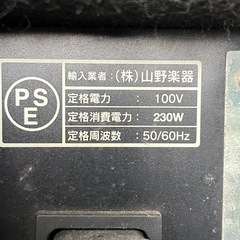 PS
E
輸入業者：(株)山野楽器
定格電力：100V
定格消費電力：230W
定格周波数：50/60Hz